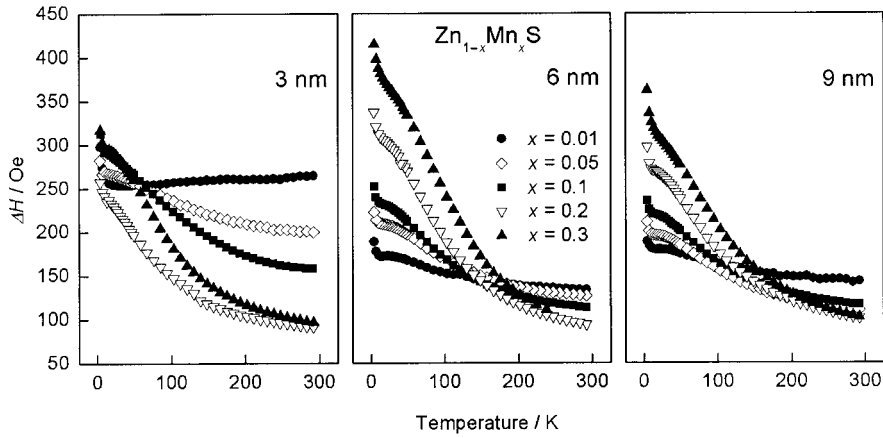 Zn1-xMnxS
3 nm
6 nm
9 nm
450
400
350
300
250
200
150
100
50
ΔH / Oe
x = 0.01
x = 0.05
x = 0.1
x = 0.2
x = 0.3
0 100 200 300
0 100 200 300
0 100 200 300
Temperature / K